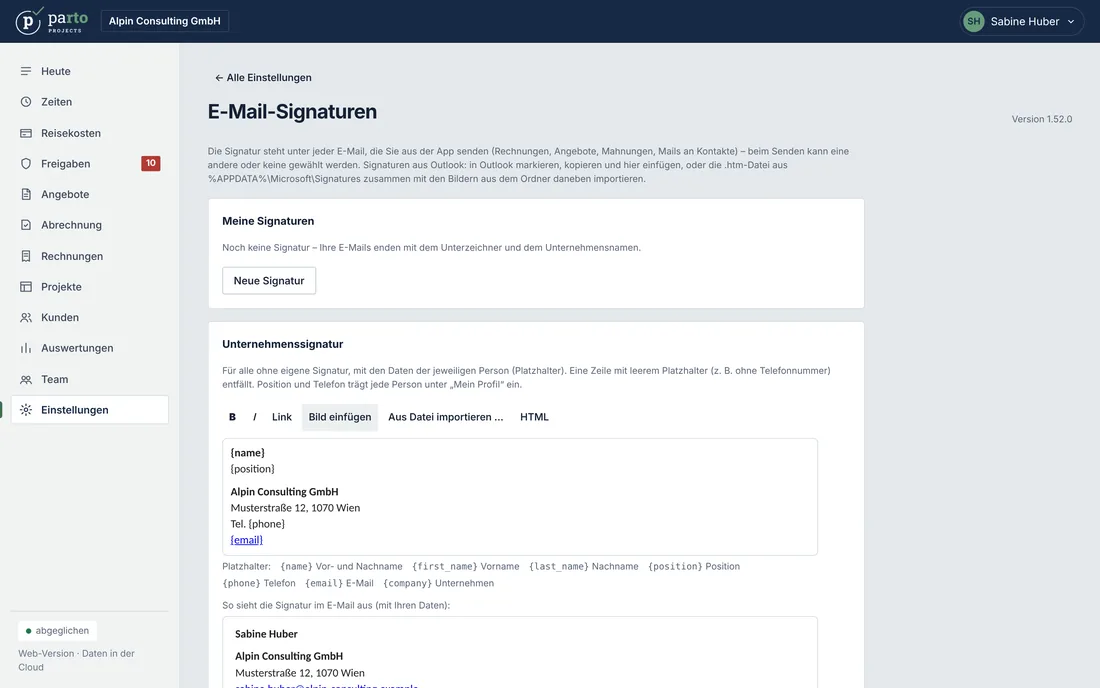 parto
PROJECTS
Alpin Consulting GmbH
SH Sabine Huber
Heute
Zeiten
Reisekosten
Freigaben 10
Angebote
Abrechnung
Rechnungen
Projekte
Kunden
Auswertungen
Team
Einstellungen
abgeglichen
Web-Version · Daten in der
Cloud
← Alle Einstellungen
E-Mail-Signaturen
Version 1.52.0
Die Signatur steht unter jeder E-Mail, die Sie aus der App senden (Rechnungen, Angebote, Mahnungen, Mails an Kontakte) – beim Senden kann eine
andere oder keine gewählt werden. Signaturen aus Outlook: in Outlook markieren, kopieren und hier einfügen, oder die .htm-Datei aus
%APPDATA%\Microsoft\Signatures zusammen mit den Bildern aus dem Ordner daneben importieren.
Meine Signaturen
Noch keine Signatur – Ihre E-Mails enden mit dem Unterzeichner und dem Unternehmensnamen.
Neue Signatur
Unternehmenssignatur
Für alle ohne eigene Signatur, mit den Daten der jeweiligen Person (Platzhalter). Eine Zeile mit leerem Platzhalter (z. B. ohne Telefonnummer)
entfällt. Position und Telefon trägt jede Person unter „Mein Profil“ ein.
B I Link Bild einfügen Aus Datei importieren ... HTML
{name}
{position}
Alpin Consulting GmbH
Musterstraße 12, 1070 Wien
Tel. {phone}
{email}
Platzhalter: {name} Vor- und Nachname {first_name} Vorname {last_name} Nachname {position} Position
{phone} Telefon {email} E-Mail {company} Unternehmen
So sieht die Signatur im E-Mail aus (mit Ihren Daten):
Sabine Huber
Alpin Consulting GmbH
Musterstraße 12, 1070 Wien
sabine.huber@alpin-consulting.example